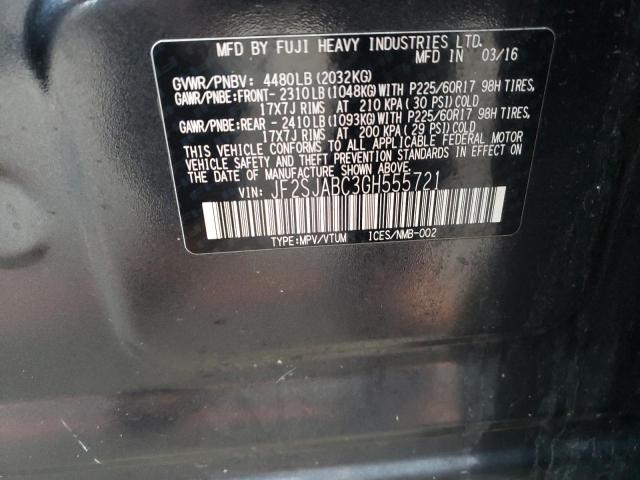 MFD BY FUJI HEAVY INDUSTRIES LTD.
MFD IN 03/16
GVWR/PNBV: 4480LB (2032KG)
GAWR/PNBE:FRONT- 2310LB (1048KG)WITH P225/60R17 98H TIRES,
17X7J RIMS AT 210 KPA (30 PSI) COLD
GAWR/PNBE:REAR - 2410LB (1093KG)WITH P225/60R17 98H TIRES,
17X7J RIMS AT 200 KPA (29 PSI) COLD
THIS VEHICLE CONFORMS TO ALL APPLICABLE FEDERAL MOTOR
VEHICLE SAFETY AND THEFT PREVENTION STANDARDS IN EFFECT ON
THE DATE OF MANUFACTURE SHOWN ABOVE.
VIN: JF2SJABC3GH555721
TYPE:MPV/VTUM ICES/NMB-002